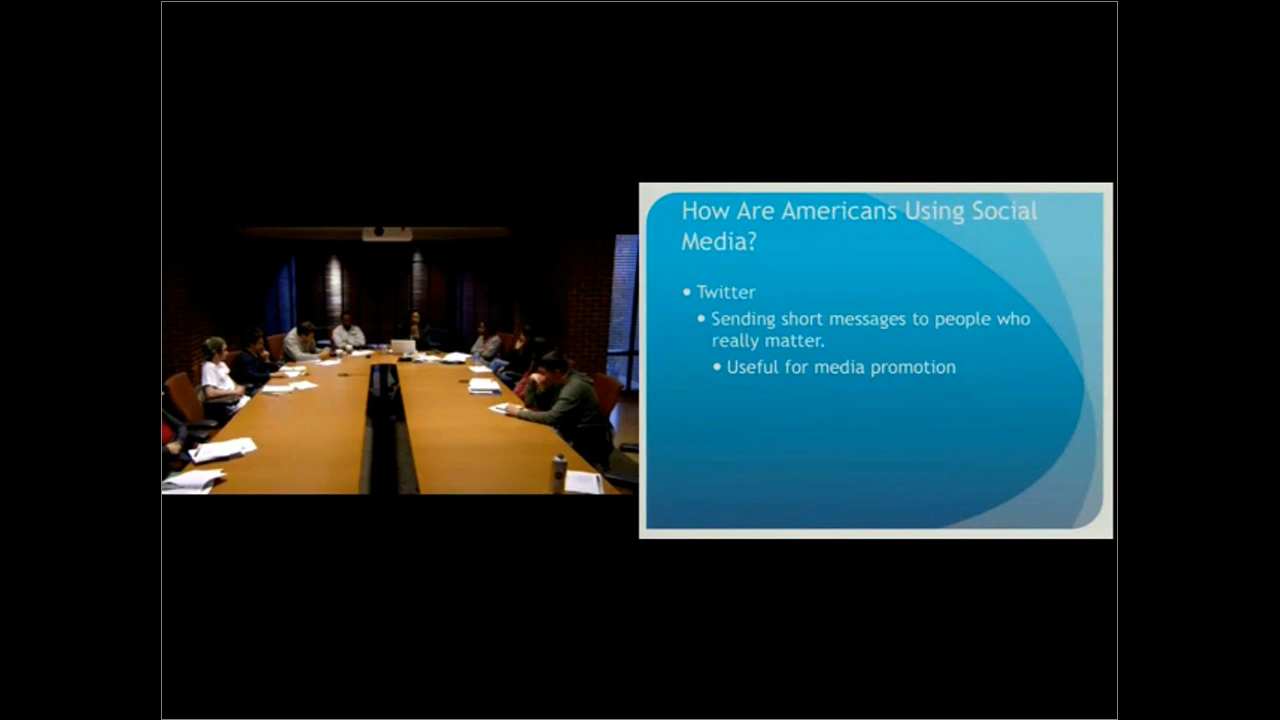 How Are Americans Using Social
Media?
• Twitter
• Sending short messages to people who
really matter.
• Useful for media promotion